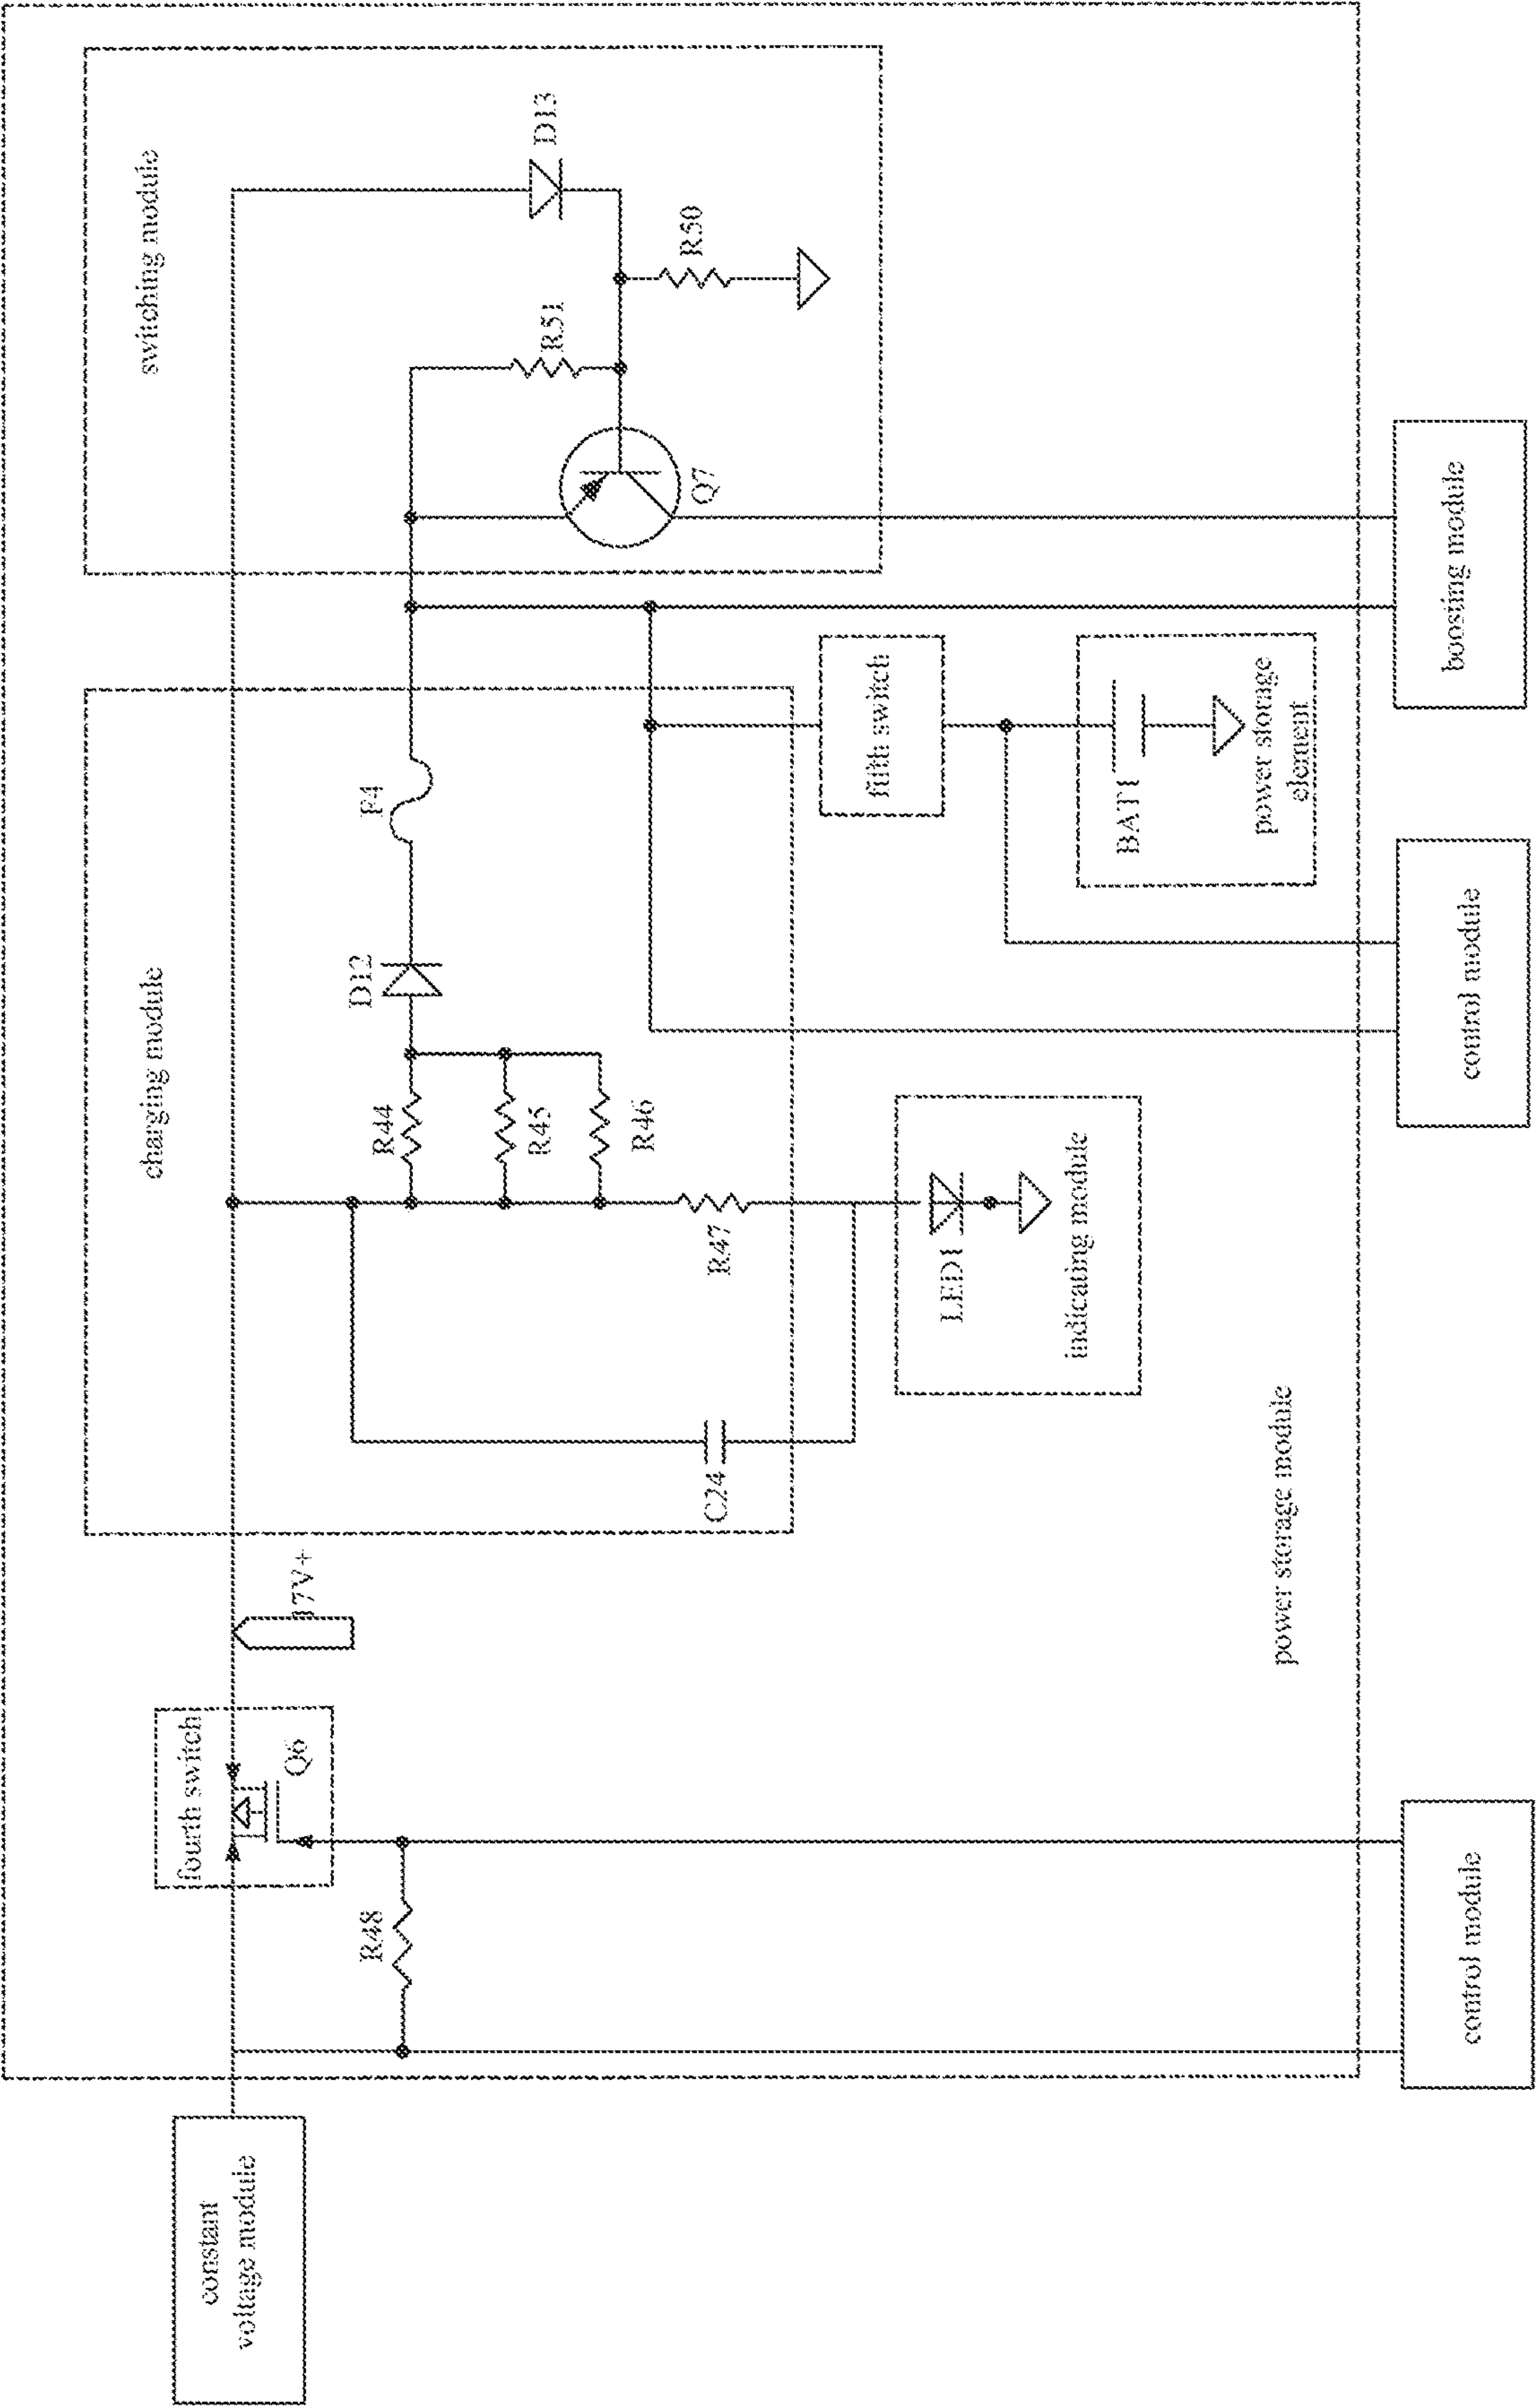 constant
voltage module
fourth switch
Q6
R48
control module
17V+
power storage module
charging module
C24
R47
LED1
indicating module
R44
R45
R46
D12
F4
control module
fifth switch
BAT1
power storage
element
boosting module
switching module
Q7
R51
R50
D13